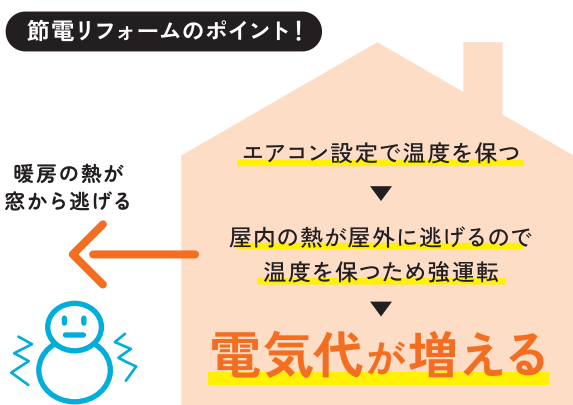 節電リフォームのポイント!
エアコン設定で温度を保つ
暖房の熱が
窓から逃げる
屋内の熱が屋外に逃げるので
温度を保つため強運転
電気代が増える